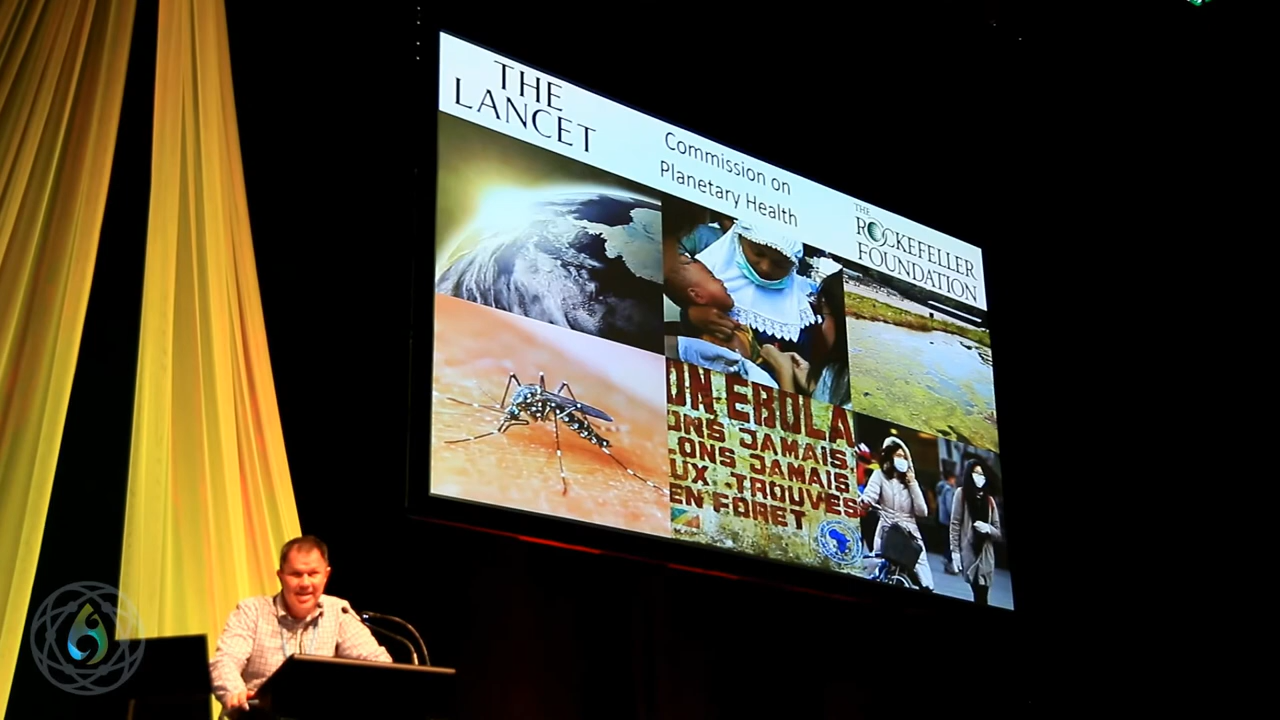 THE
LANCET
Commission on
Planetary Health
THE
ROCKEFELLER
FOUNDATION
ON EBOLA
ONS JAMAIS
ONS JAMAIS
UX TROUVES
EN FORET